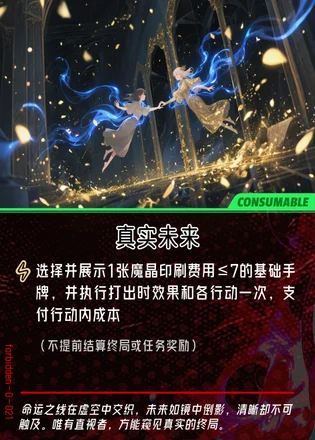 CONSUMABLE
真实未来
选择并展示1张魔晶印刷费用≤7的基础手
牌，并执行打出时效果和各行动一次，支
付行动内成本
（不提前结算终局或任务奖励）
forbidden-0-021
命运之线在虚空中交织，未来如镜中倒影，清晰却不可
触及。唯有直视者，方能窥见真实的终局。